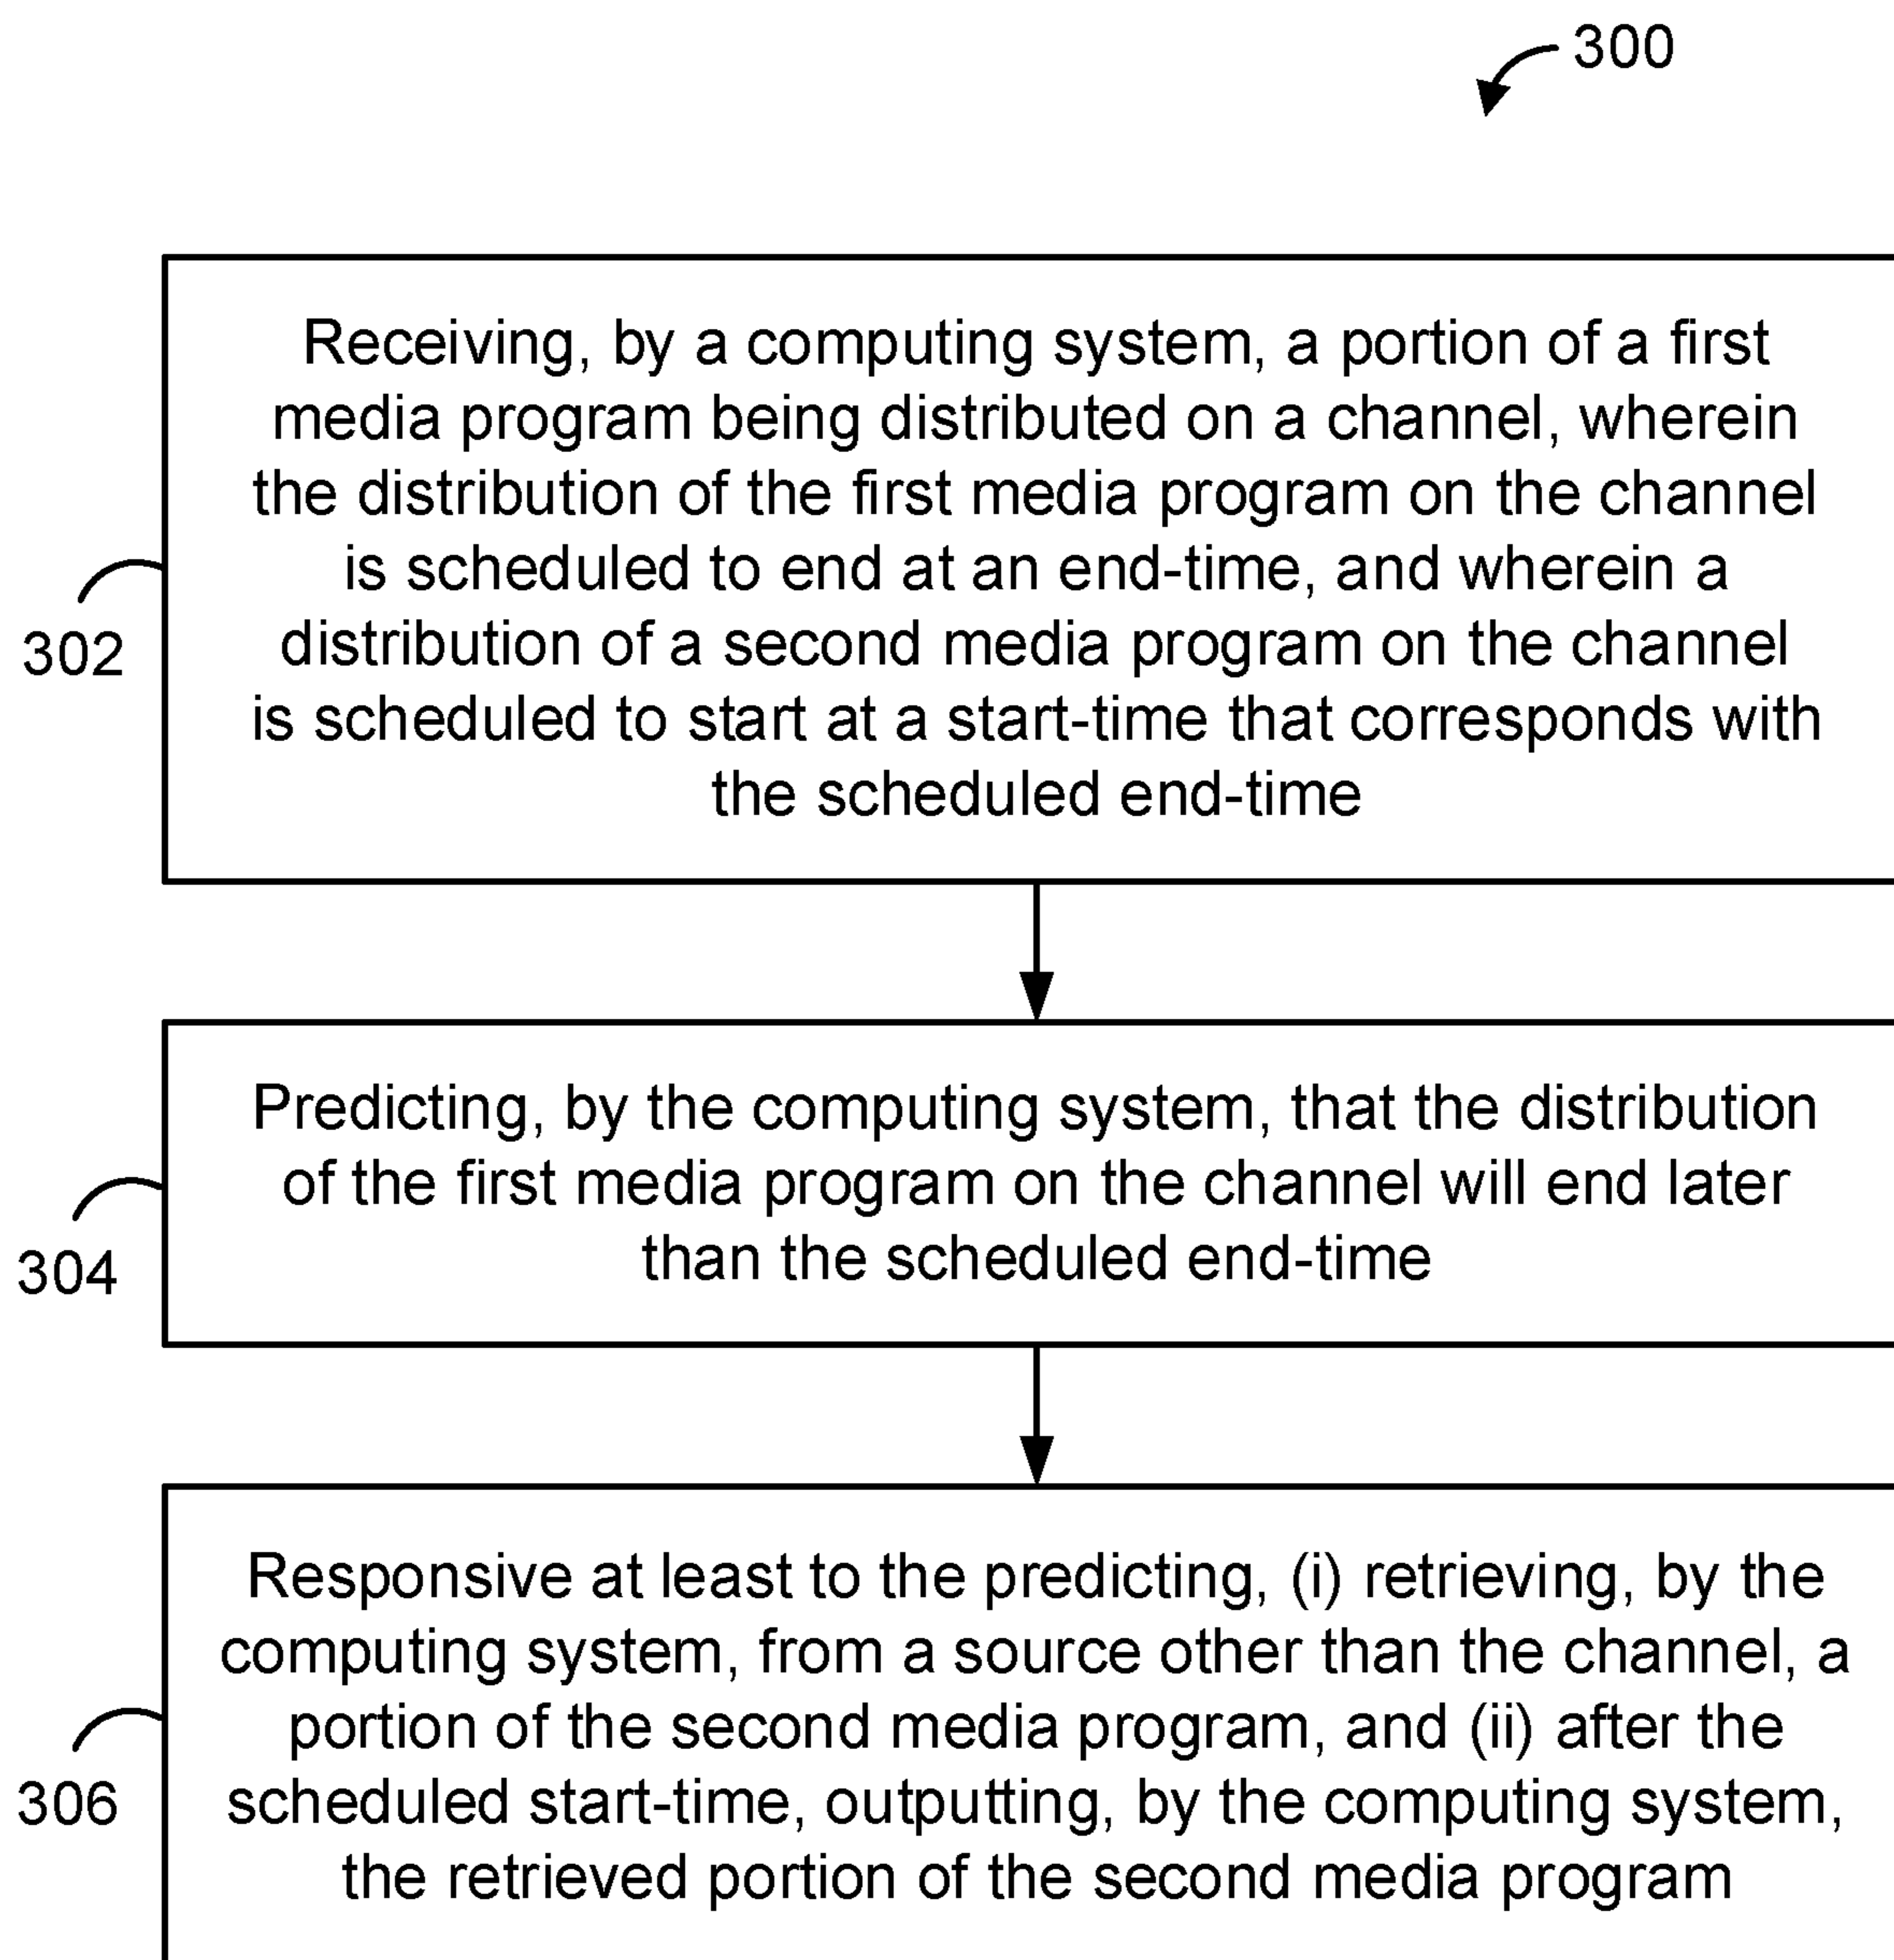 300
Receiving, by a computing system, a portion of a first
media program being distributed on a channel, wherein
the distribution of the first media program on the channel
is scheduled to end at an end-time, and wherein a
distribution of a second media program on the channel
is scheduled to start at a start-time that corresponds with
the scheduled end-time
302
Predicting, by the computing system, that the distribution
of the first media program on the channel will end later
than the scheduled end-time
304
Responsive at least to the predicting, (i) retrieving, by the
computing system, from a source other than the channel, a
portion of the second media program, and (ii) after the
scheduled start-time, outputting, by the computing system,
the retrieved portion of the second media program
306